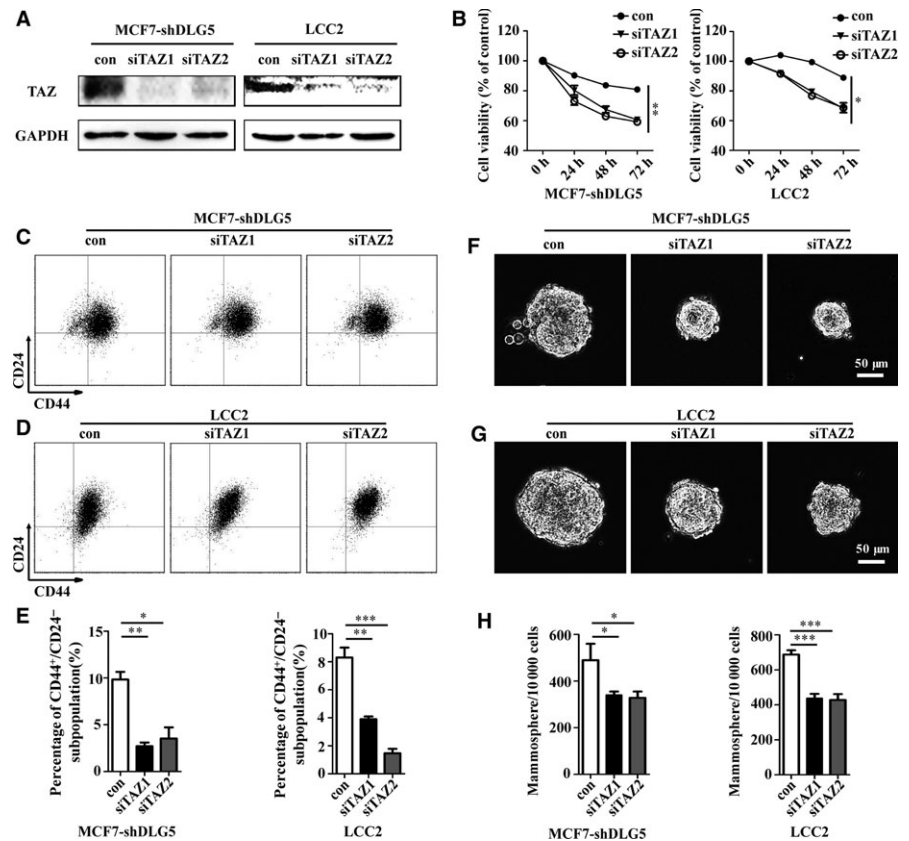 A
MCF7-shDLG5
LCC2
con siTAZ1 siTAZ2
con siTAZ1 siTAZ2
TAZ
GAPDH
B
Cell viability (% of control)
140
120
100
80
60
40
con
siTAZ1
siTAZ2
**
0 h 24 h 48 h 72 h
MCF7-shDLG5
Cell viability (% of control)
140
120
100
80
60
40
con
siTAZ1
siTAZ2
*
0 h 24 h 48 h 72 h
LCC2
C
MCF7-shDLG5
con siTAZ1 siTAZ2
CD24
CD44
D
LCC2
con siTAZ1 siTAZ2
CD24
CD44
E
Percentage of CD44+/CD24−
subpopulation(%)
15
10
5
0
*
**
con siTAZ1 siTAZ2
MCF7-shDLG5
Percentage of CD44+/CD24−
subpopulation(%)
10
8
6
4
2
0
***
**
con siTAZ1 siTAZ2
LCC2
F
MCF7-shDLG5
con siTAZ1 siTAZ2
50 μm
G
LCC2
con siTAZ1 siTAZ2
50 μm
H
Mammosphere/10 000 cells
600
400
200
0
*
*
con siTAZ1 siTAZ2
MCF7-shDLG5
Mammosphere/10 000 cells
800
600
400
200
0
***
***
con siTAZ1 siTAZ2
LCC2